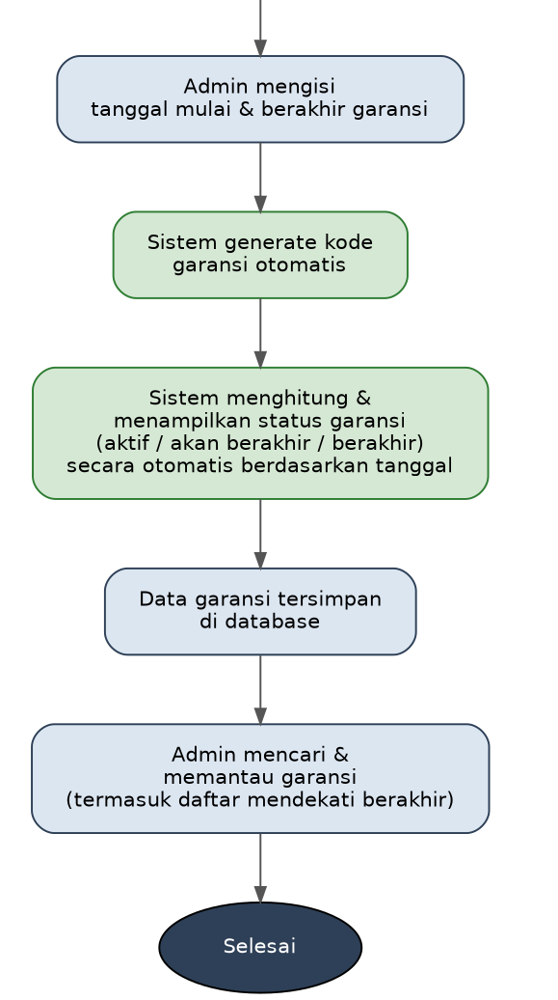 Admin mengisi
tanggal mulai & berakhir garansi
Sistem generate kode
garansi otomatis
Sistem menghitung &
menampilkan status garansi
(aktif / akan berakhir / berakhir)
secara otomatis berdasarkan tanggal
Data garansi tersimpan
di database
Admin mencari &
memantau garansi
(termasuk daftar mendekati berakhir)
Selesai